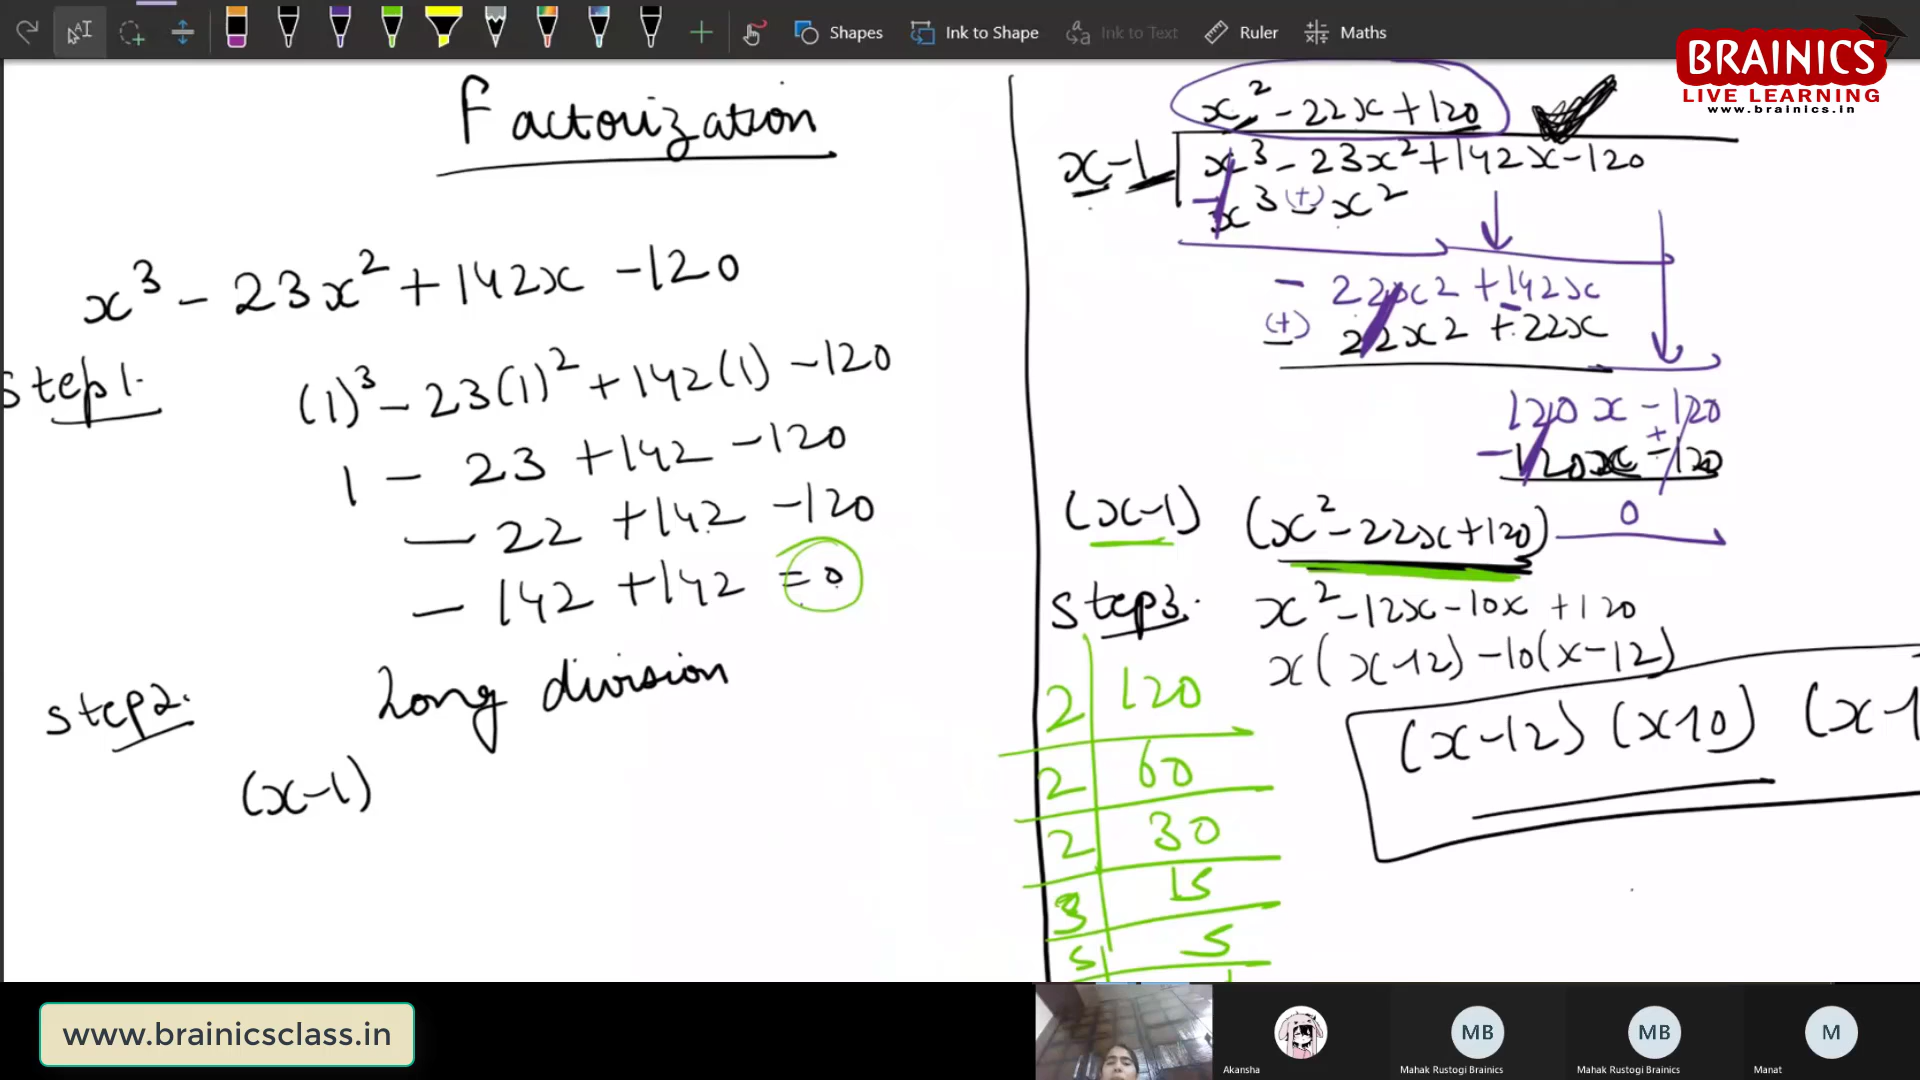 Shapes
Ink to Shape
Ink to Text
Ruler
Maths
BRAINICS
LIVE LEARNING
www.brainics.in
Factorization
x³ - 23x² + 142x - 120
Step1.
(1)³ - 23(1)² + 142(1) - 120
1 - 23 + 142 - 120
- 22 + 142 - 120
- 142 + 142 = 0
Step2.
Long division
(x-1)
x² - 22x + 120
x-1
x³ - 23x² + 142x - 120
- x³ (+) - x²
- 22x2 + 142x
(+) - 22x2 + 22x
120x - 120
- 120x + - 120
0
(x-1) (x² - 22x + 120)
Step3.
x² - 12x - 10x + 120
x(x-12) - 10(x-12)
(x-12) (x-10) (x-1
2 120
2 60
2 30
3 15
5 5
www.brainicsclass.in
MB
MB
M
Akansha
Mahak Rustogi Brainics
Mahak Rustogi Brainics
Manat